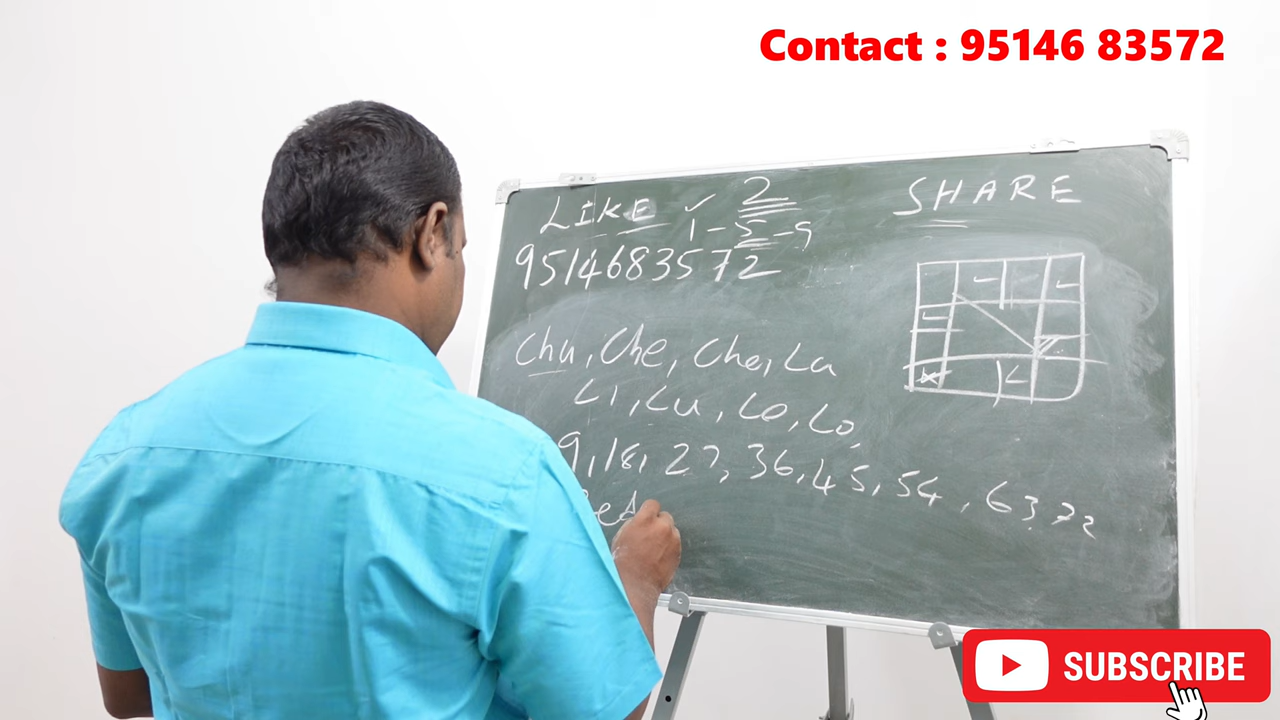 Contact : 95146 83572
LIKE ✓ 2
SHARE
1-5-9
9514683572
Chu, Che, Cho, La
Li, Lu, Le, Lo,
9, 18, 27, 36, 45, 54, 63, 72
SUBSCRIBE